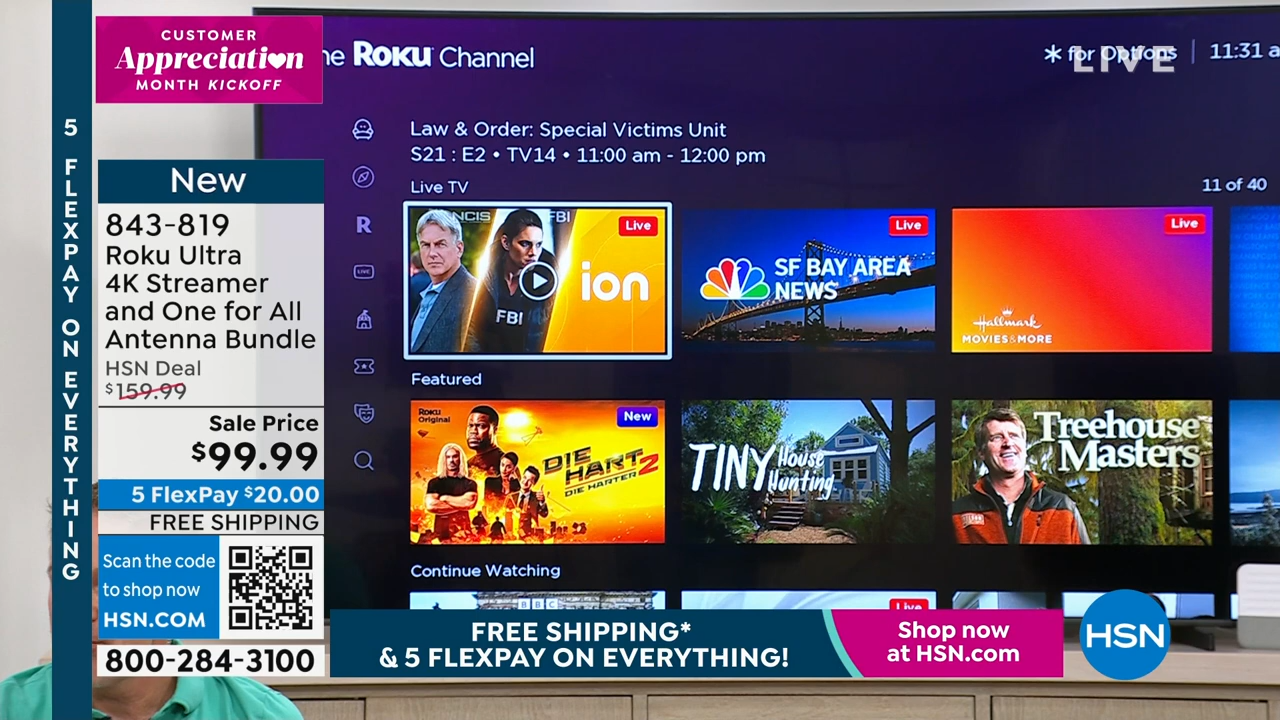 CUSTOMER
Appreciation
MONTH KICKOFF
5 FLEXPAY ON EVERYTHING
New
843-819
Roku Ultra
4K Streamer
and One for All
Antenna Bundle
HSN Deal
$159.99
Sale Price
$99.99
5 FlexPay $20.00
FREE SHIPPING
Scan the code
to shop now
HSN.COM
800-284-3100
Roku Channel
* for Options | 11:31 a
LIVE
Law & Order: Special Victims Unit
S21 : E2 • TV14 • 11:00 am - 12:00 pm
Live TV
11 of 40
NCIS
FBI
Live
ion
FBI
Live
SF BAY AREA
NEWS
Live
Hallmark
MOVIES&MORE
Featured
Roku
Original
New
DIE
HART 2
DIE HARTER
TINY House
Hunting
Treehouse
Masters
Continue Watching
BBC
Live
FREE SHIPPING*
& 5 FLEXPAY ON EVERYTHING!
Shop now
at HSN.com
HSN